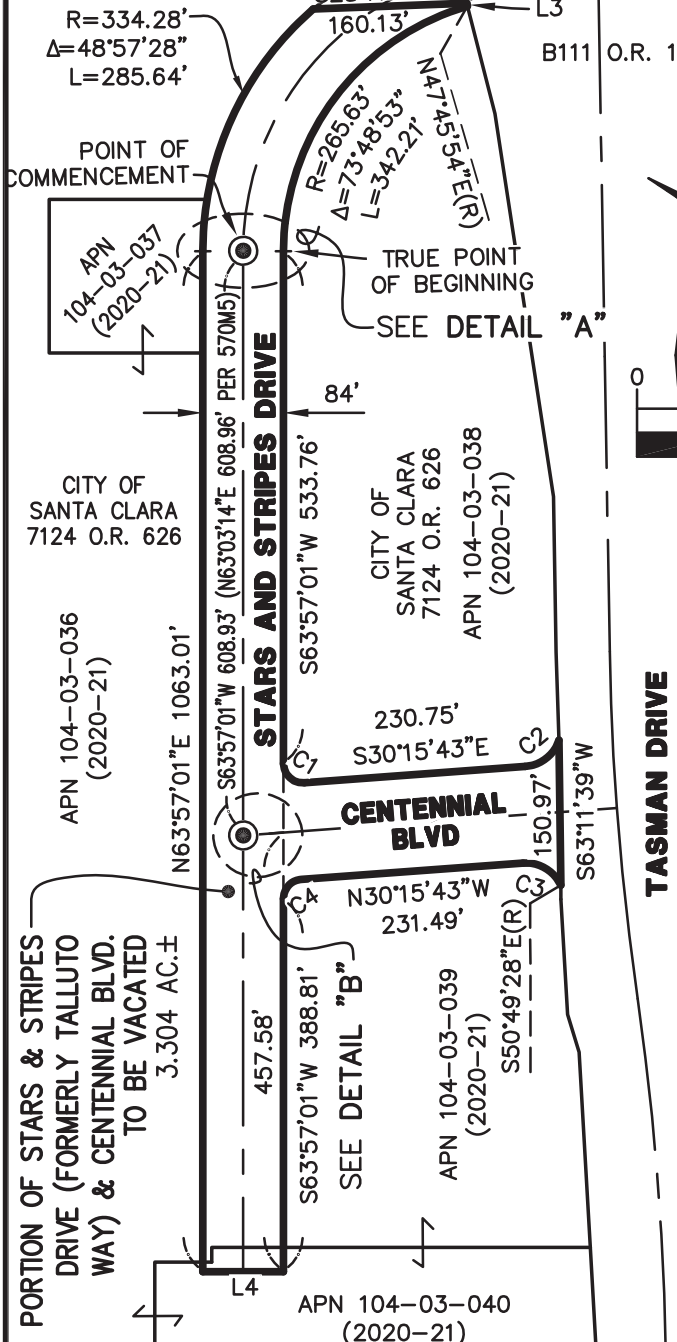 R=334.28'
Δ=48°57'28"
L=285.64'
160.13'
L3
B111 O.R. 1
N47°45'54"E(R)
R=265.63'
Δ=73°48'53"
L=342.21'
POINT OF
COMMENCEMENT
APN
104-03-037
(2020-21)
TRUE POINT
OF BEGINNING
SEE DETAIL "A"
84'
0
CITY OF
SANTA CLARA
7124 O.R. 626
S63°57'01"W 608.93' (N63°03'14"E 608.96' PER 570M5)
STARS AND STRIPES DRIVE
S63°57'01"W 533.76'
CITY OF
SANTA CLARA
7124 O.R. 626
APN 104-03-038
(2020-21)
APN 104-03-036
(2020-21)
N63°57'01"E 1063.01'
230.75'
S30°15'43"E
C1
C2
CENTENNIAL
BLVD
150.97'
S63°11'39"W
TASMAN DRIVE
C4
N30°15'43"W
231.49'
C3
S50°49'28"E(R)
PORTION OF STARS & STRIPES
DRIVE (FORMERLY TALLUTO
WAY) & CENTENNIAL BLVD.
TO BE VACATED
3.304 AC.±
457.58'
S63°57'01"W 388.81'
SEE DETAIL "B"
APN 104-03-039
(2020-21)
L4
APN 104-03-040
(2020-21)